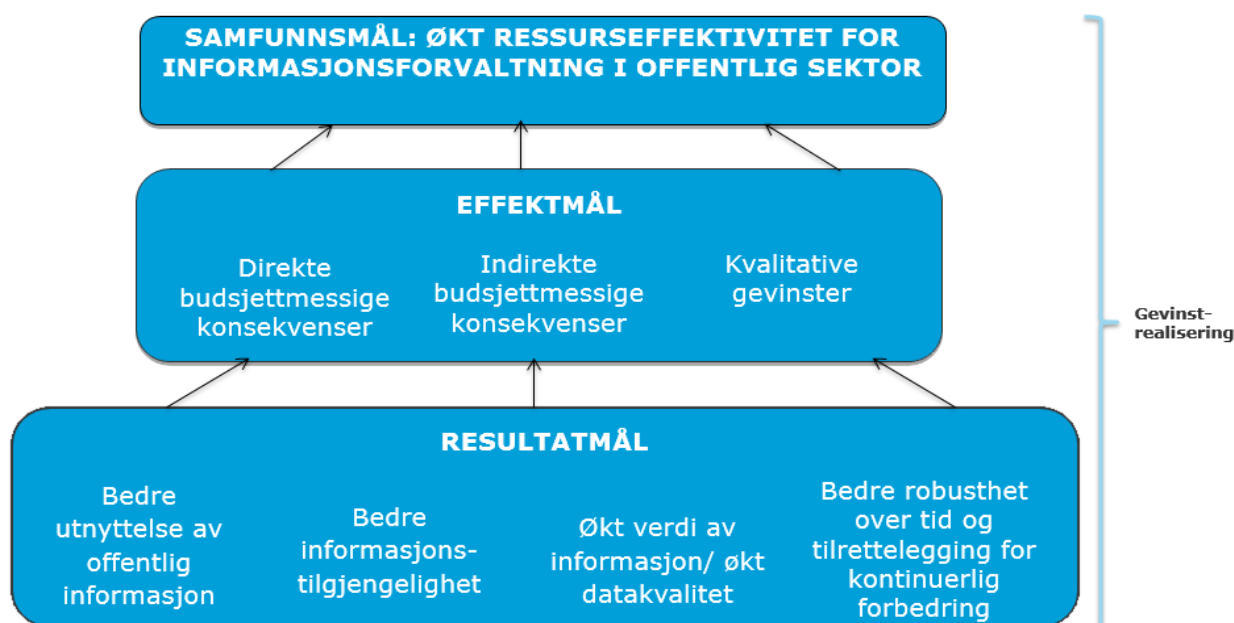 SAMFUNNSMÅL: ØKT RESSURSEFFEKTIVITET FOR
INFORMASJONSFORVALTNING I OFFENTLIG SEKTOR
EFFEKTMÅL
Direkte
budsjettmessige
konsekvenser
Indirekte
budsjettmessige
konsekvenser
Kvalitative
gevinster
Gevinst-
realisering
RESULTATMÅL
Bedre
utnyttelse av
offentlig
informasjon
Bedre
informasjons-
tilgjengelighet
Økt verdi av
informasjon/ økt
datakvalitet
Bedre robusthet
over tid og
tilrettelegging for
kontinuerlig
forbedring